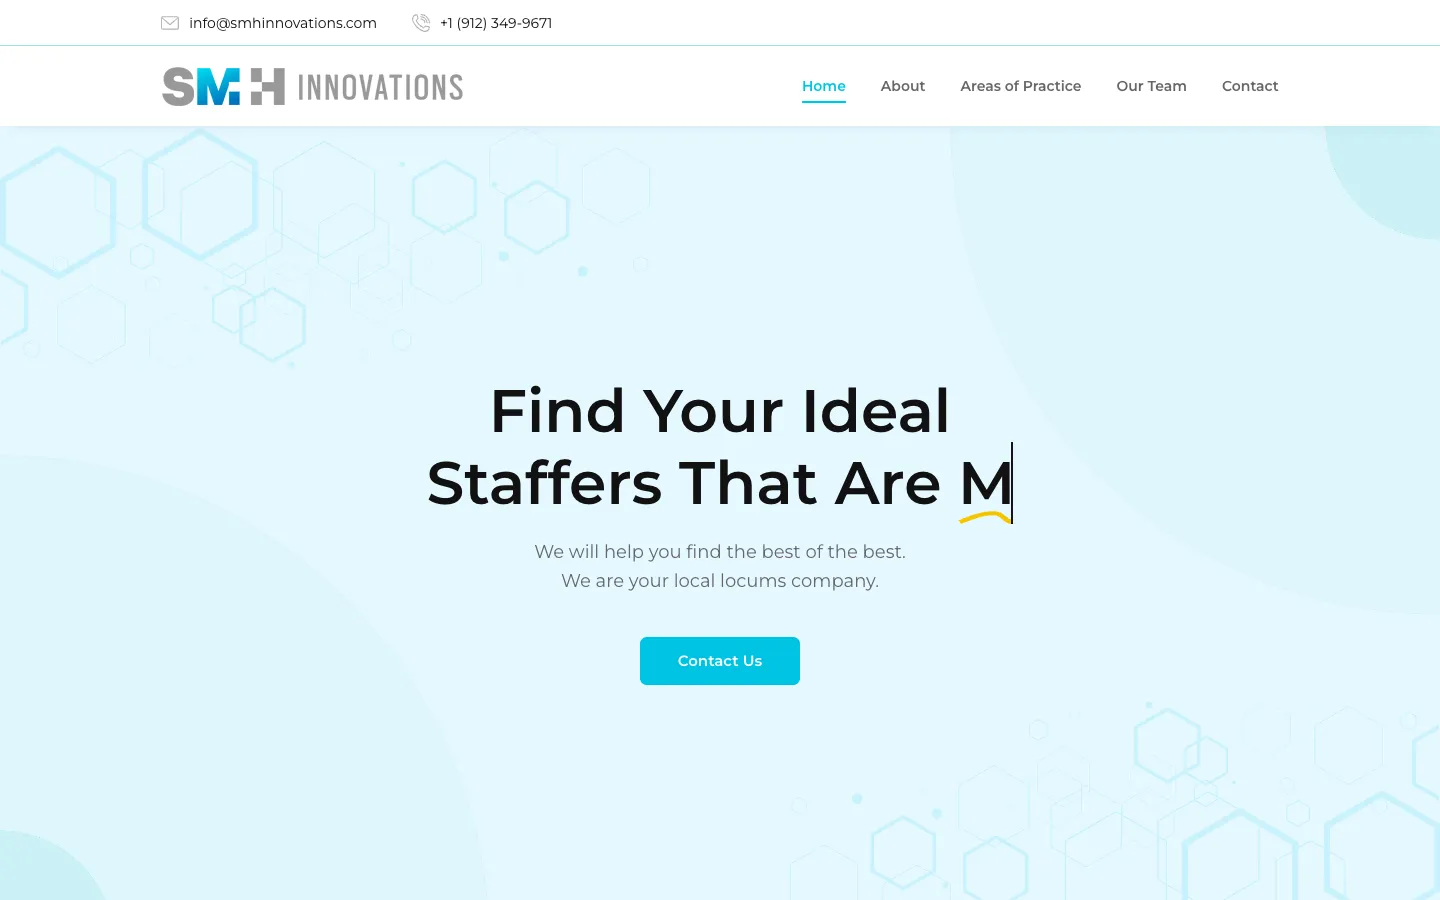 info@smhinnovations.com
+1 (912) 349-9671
SMH INNOVATIONS
Home
About
Areas of Practice
Our Team
Contact
Find Your Ideal
Staffers That Are M
We will help you find the best of the best.
We are your local locums company.
Contact Us